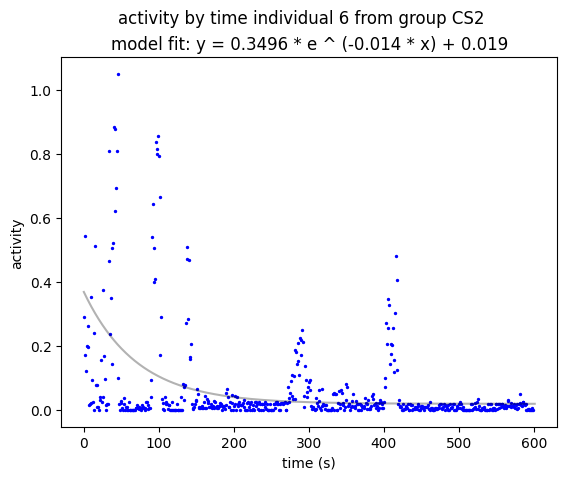 activity by time individual 6 from group CS2
model fit: y = 0.3496 * e ^ (-0.014 * x) + 0.019
1.0
0.8
0.6
0.4
0.2
0.0
activity
0 100 200 300 400 500 600
time (s)